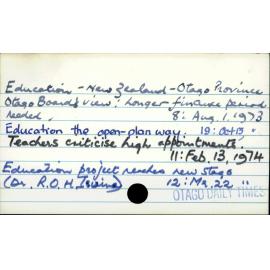 Education - New Zealand - Otago Province
Otago Board's view: longer finance period
needed. 8: Aug. 1. 1973
Education the open-plan way. 19: Oct 13 "
Teachers criticise high appointments.
11: Feb. 13, 1974
Education project reaches new stage
(Dr. R.O.H. Irvine) 12: Ma. 22 "
OTAGO DAILY TIMES